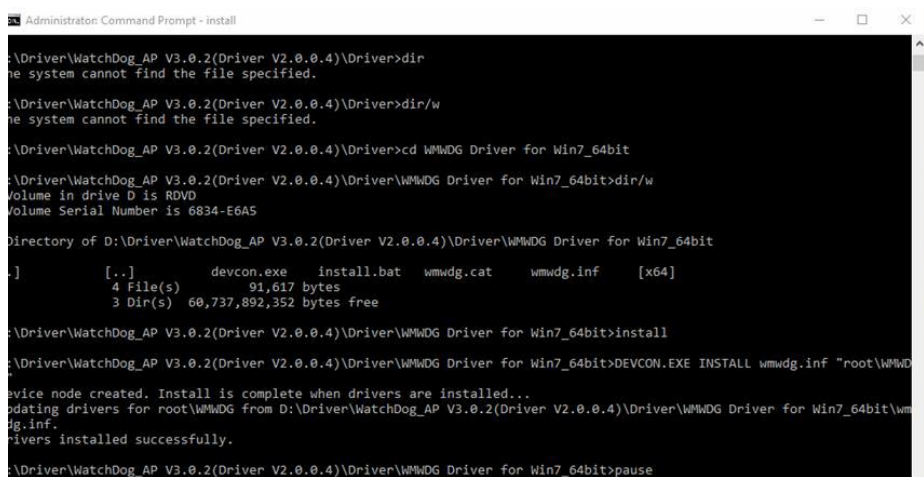 Administrator: Command Prompt - install
:\Driver\WatchDog_AP V3.0.2(Driver V2.0.0.4)\Driver>dir
he system cannot find the file specified.
:\Driver\WatchDog_AP V3.0.2(Driver V2.0.0.4)\Driver>dir/w
he system cannot find the file specified.
:\Driver\WatchDog_AP V3.0.2(Driver V2.0.0.4)\Driver>cd WMWDG Driver for Win7_64bit
:\Driver\WatchDog_AP V3.0.2(Driver V2.0.0.4)\Driver\WMWDG Driver for Win7_64bit>dir/w
Volume in drive D is RDVD
Volume Serial Number is 6834-E6A5
Directory of D:\Driver\WatchDog_AP V3.0.2(Driver V2.0.0.4)\Driver\WMWDG Driver for Win7_64bit
.] [..] devcon.exe install.bat wmwdg.cat wmwdg.inf [x64]
4 File(s) 91,617 bytes
3 Dir(s) 60,737,892,352 bytes free
:\Driver\WatchDog_AP V3.0.2(Driver V2.0.0.4)\Driver\WMWDG Driver for Win7_64bit>install
:\Driver\WatchDog_AP V3.0.2(Driver V2.0.0.4)\Driver\WMWDG Driver for Win7_64bit>DEVCON.EXE INSTALL wmwdg.inf "root\WMWD
"
evice node created. Install is complete when drivers are installed...
pdating drivers for root\WMWDG from D:\Driver\WatchDog_AP V3.0.2(Driver V2.0.0.4)\Driver\WMWDG Driver for Win7_64bit\wm
dg.inf.
rivers installed successfully.
:\Driver\WatchDog_AP V3.0.2(Driver V2.0.0.4)\Driver\WMWDG Driver for Win7_64bit>pause